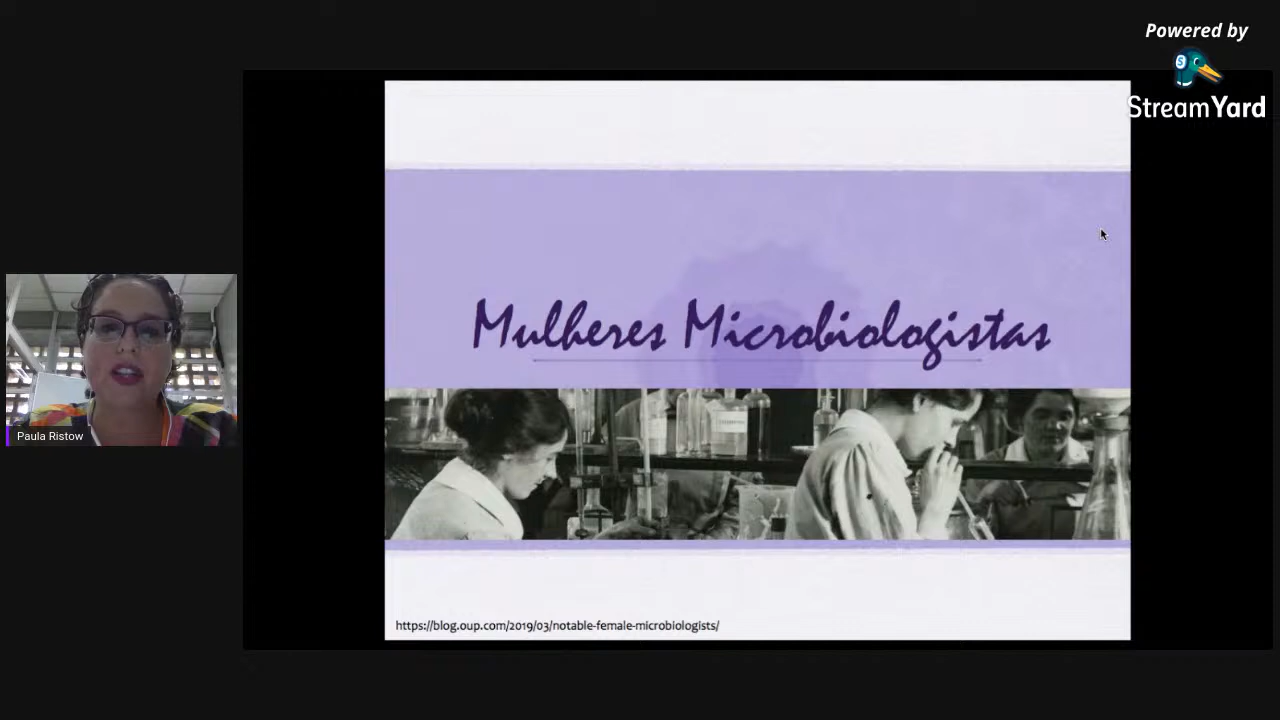 Powered by
StreamYard
Mulheres Microbiologistas
Paula Ristow
https://blog.oup.com/2019/03/notable-female-microbiologists/